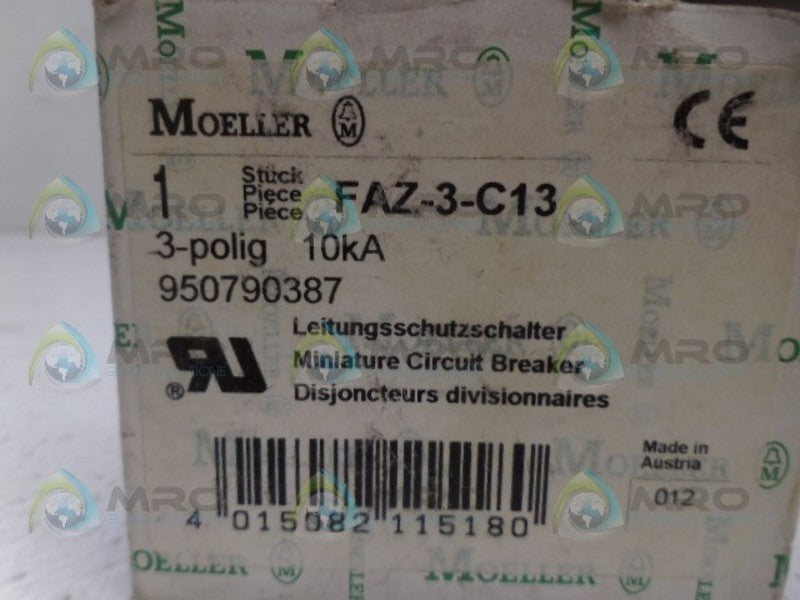 MOELLER
MOELLER
CE
1 Stück
Piece
Pièce
FAZ-3-C13
3-polig 10kA
950790387
Leitungsschutzschalter
Miniature Circuit Breaker
Disjoncteurs divisionnaires
Made in
Austria
012
4 015082 115180
MOELLER
MRO